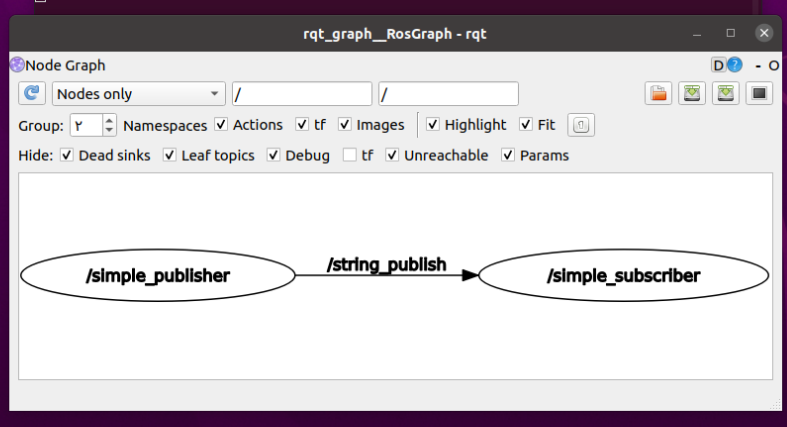 rqt_graph__RosGraph - rqt
Node Graph D ? - O
Nodes only / /
Group: ٢ Namespaces Actions tf Images Highlight Fit
Hide: Dead sinks Leaf topics Debug tf Unreachable Params
/simple_publisher /string_publish /simple_subscriber